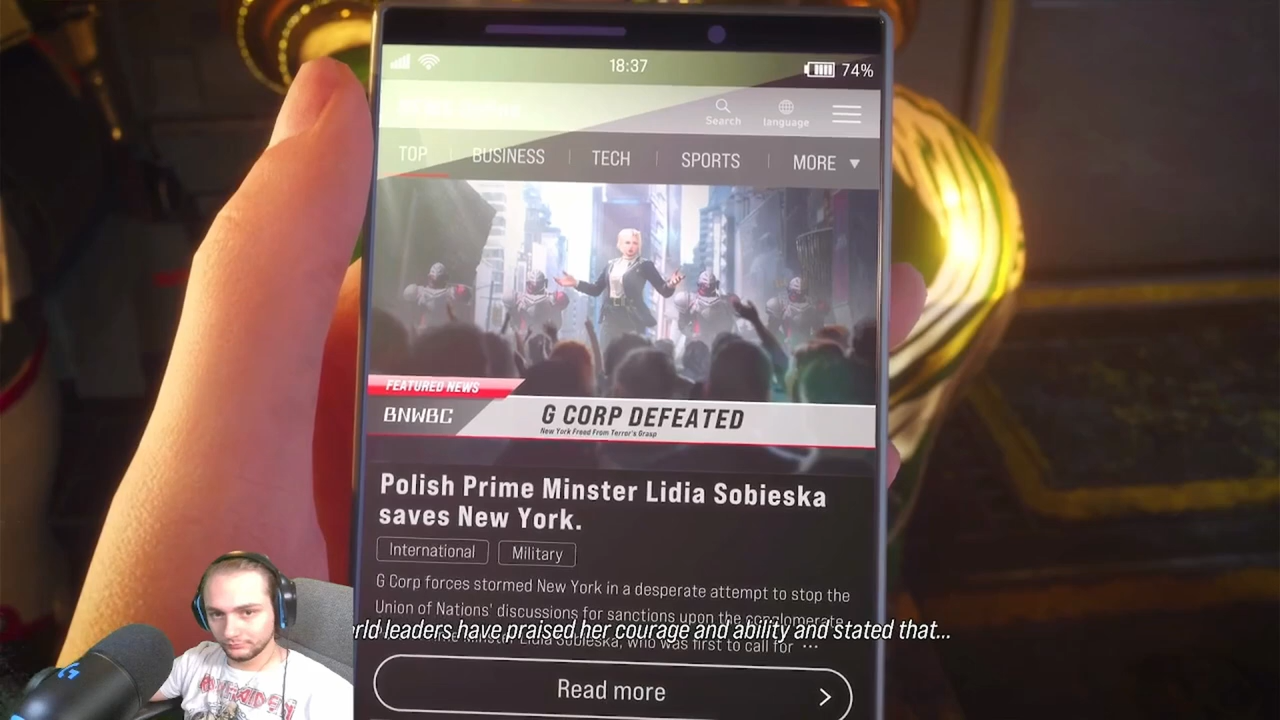 18:37
74%
Search
language
TOP
BUSINESS
TECH
SPORTS
MORE
FEATURED NEWS
BNWBC
G CORP DEFEATED
New York Freed From Terror's Grasp
Polish Prime Minster Lidia Sobieska
saves New York.
International
Military
G Corp forces stormed New York in a desperate attempt to stop the
Union of Nations' discussions for sanctions upon the conglomerate
leaders have praised her courage and ability and stated that...
Lidia Sobieska, who was first to call for ...
Read more